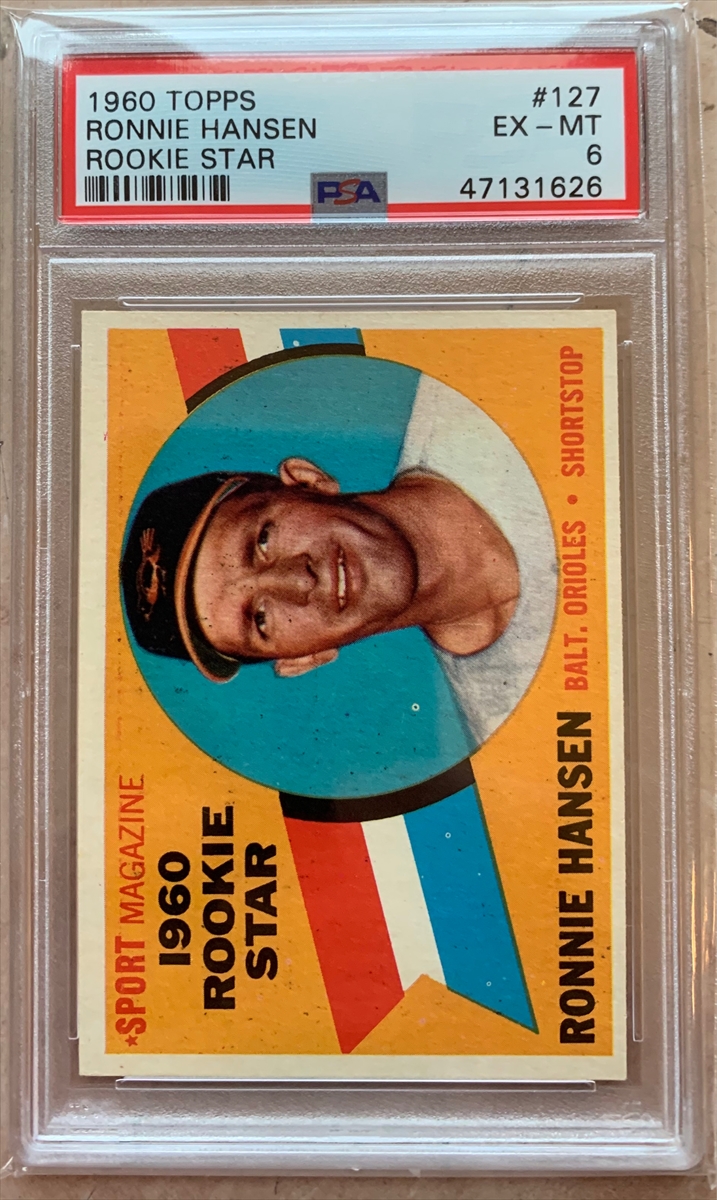 1960 TOPPS #127
RONNIE HANSEN EX – MT
ROOKIE STAR 6
PSA 47131626
★SPORT MAGAZINE
1960
ROOKIE
STAR
RONNIE HANSEN BALT. ORIOLES • SHORTSTOP